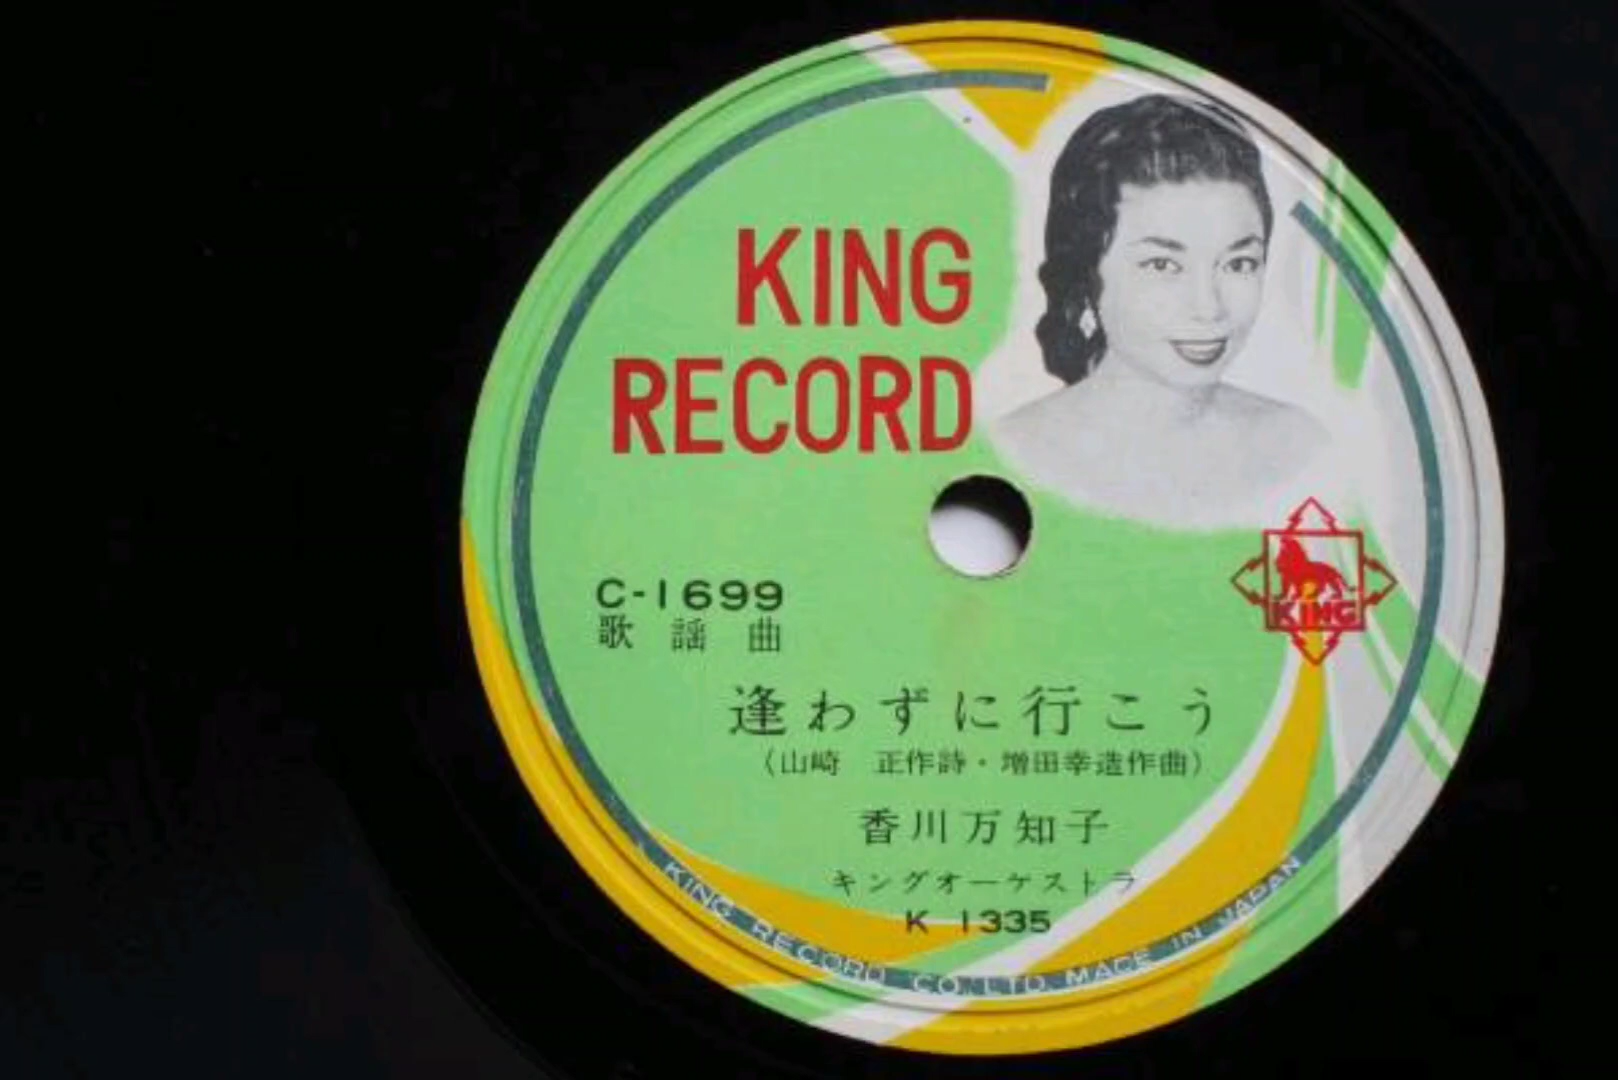 KING
RECORD
KING
C-1699
歌謡曲
逢わずに行こう
（山崎 正作詩・増田幸造作曲）
香川万知子
キングオーケストラ
K 1335
KING RECORD CO., LTD. MADE IN JAPAN